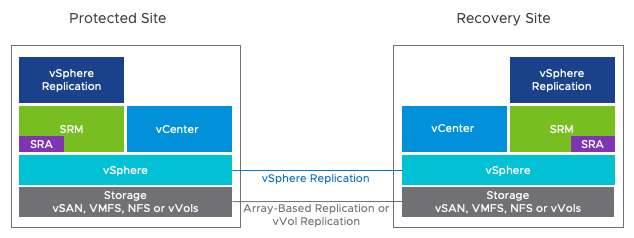 Protected Site
Recovery Site
vSphere
Replication
SRM
SRA
vCenter
vSphere
Storage
vSAN, VMFS, NFS or vVols
vSphere Replication
Array-Based Replication or
vVol Replication
vSphere
Replication
vCenter
SRM
SRA
vSphere
Storage
vSAN, VMFS, NFS or vVols